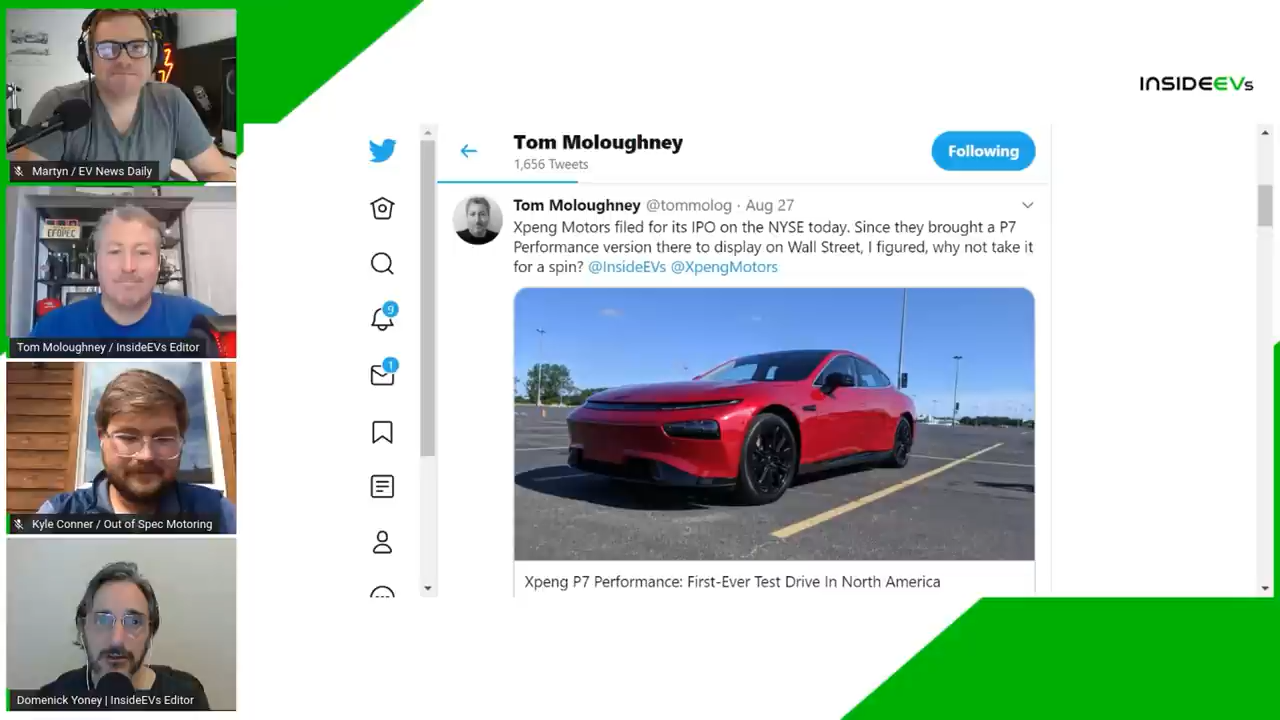 Martyn / EV News Daily
Tom Moloughney / InsideEVs Editor
Kyle Conner / Out of Spec Motoring
Domenick Yoney | InsideEVs Editor
INSIDEEVs
Tom Moloughney
1,656 Tweets
Following
9
1
Tom Moloughney @tommolog · Aug 27
Xpeng Motors filed for its IPO on the NYSE today. Since they brought a P7
Performance version there to display on Wall Street, I figured, why not take it
for a spin? @InsideEVs @XpengMotors
Xpeng P7 Performance: First-Ever Test Drive In North America